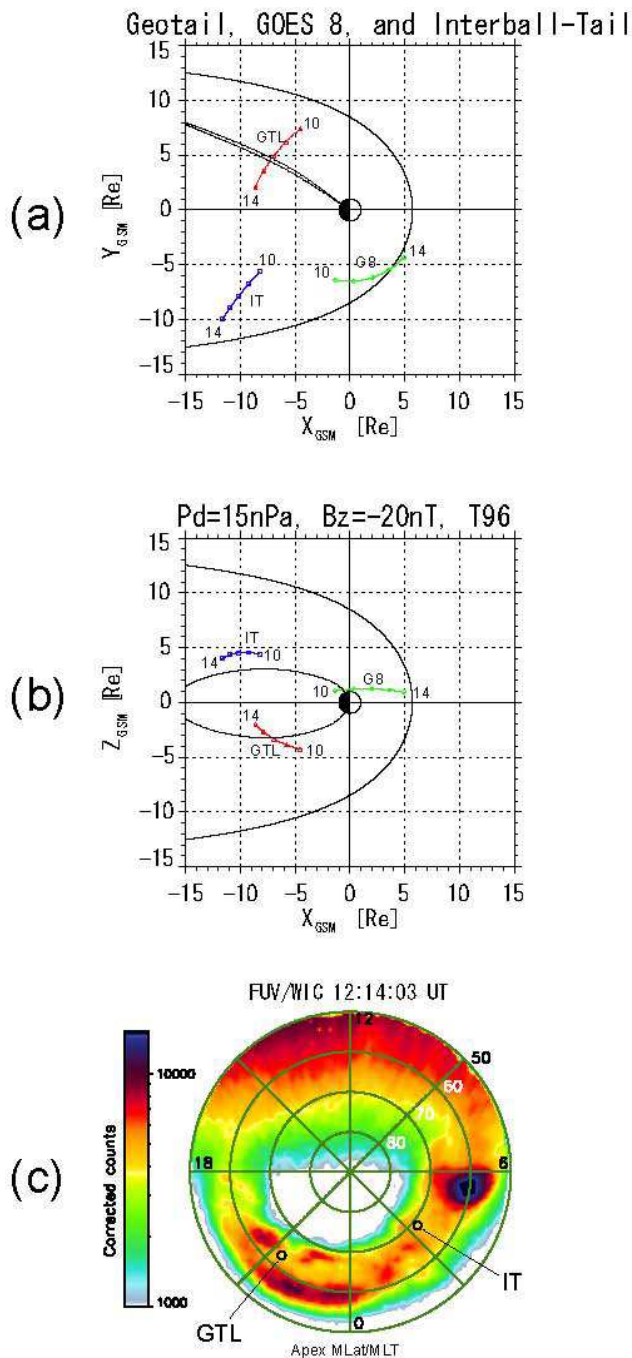 Geotail, GOES 8, and Interball-Tail
(a)
Y_GSM [Re]
15
10
5
0
-5
-10
-15
GTL 10
14
10
IT
14
10 G8 14
-15 -10 -5 0 5 10 15
X_GSM [Re]
Pd=15nPa, Bz=-20nT, T96
(b)
Z_GSM [Re]
15
10
5
0
-5
-10
-15
IT
14 10
10 G8 14
14
GTL 10
-15 -10 -5 0 5 10 15
X_GSM [Re]
FUV/WIC 12:14:03 UT
(c)
Corrected counts
10000
1000
12
50
60
70
80
18
6
0
IT
GTL
Apex MLat/MLT